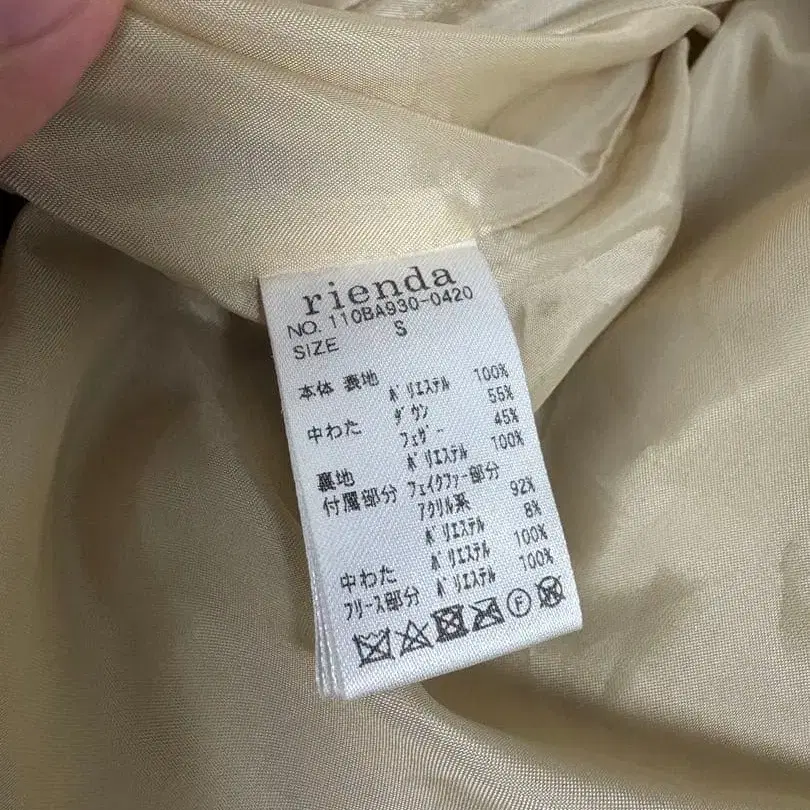 rienda
NO. 110BA930-0420
SIZE S
本体 表地 ポリエステル 100%
中わた ダウン 55%
フェザー 45%
裏地 ポリエステル 100%
付属部分 フェイクファー部分
アクリル系 92%
ポリエステル 8%
中わた ポリエステル 100%
フリース部分 ポリエステル 100%
F